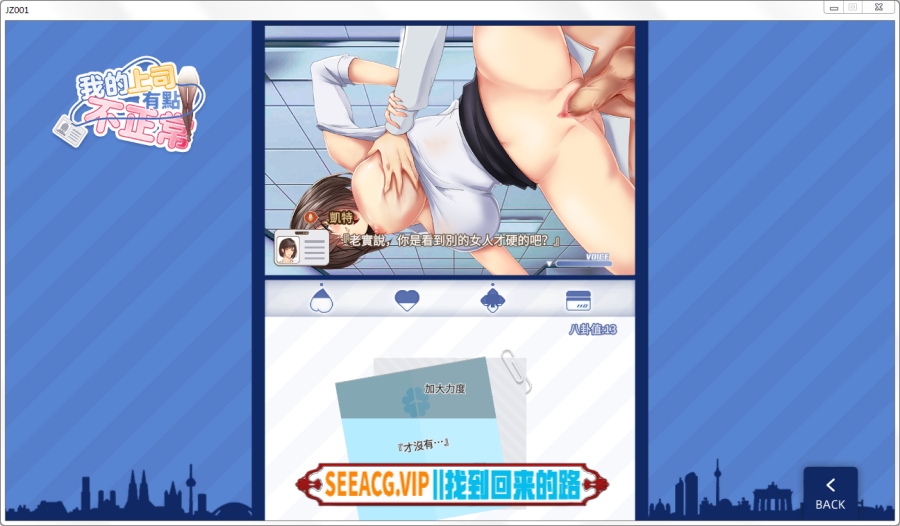 JZ001
我的上司
有點
不正常
凱特
『老實說，你是看到別的女人才硬的吧？』
VOICE
八卦值:13
加大力度
『才沒有…』
SEEACG.VIP||找到回来的路
BACK